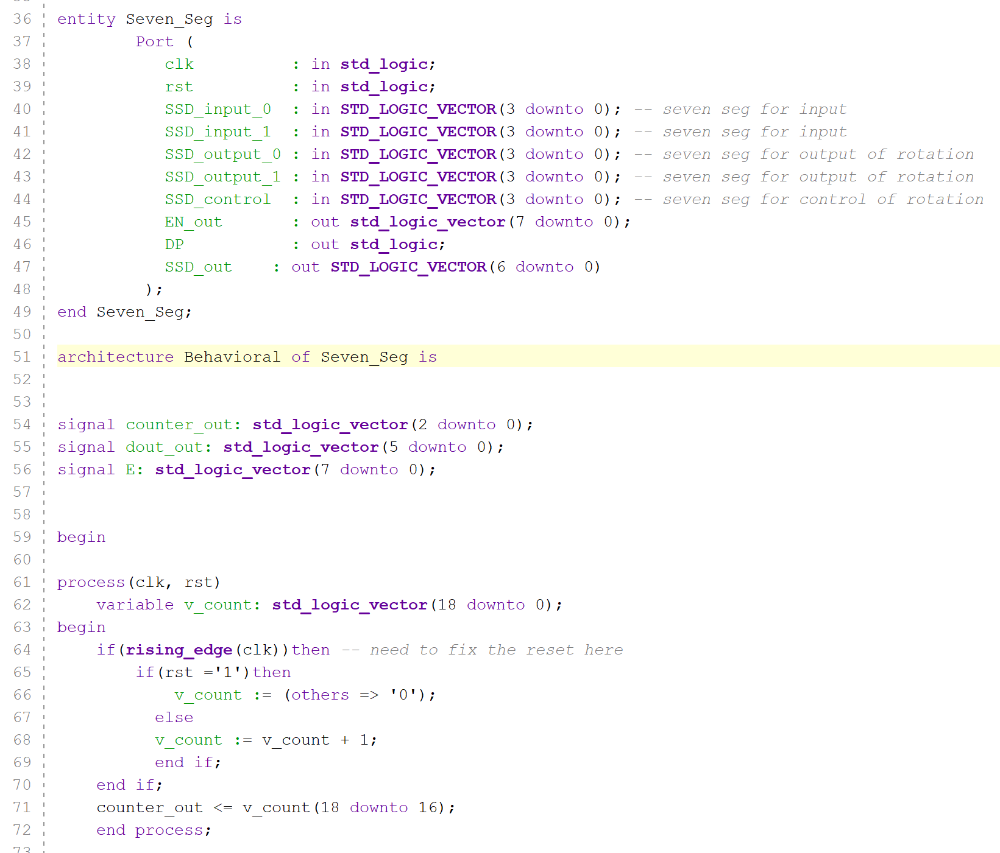 36 entity Seven_Seg is
37 Port (
38 clk : in std_logic;
39 rst : in std_logic;
40 SSD_input_0 : in STD_LOGIC_VECTOR(3 downto 0); -- seven seg for input
41 SSD_input_1 : in STD_LOGIC_VECTOR(3 downto 0); -- seven seg for input
42 SSD_output_0 : in STD_LOGIC_VECTOR(3 downto 0); -- seven seg for output of rotation
43 SSD_output_1 : in STD_LOGIC_VECTOR(3 downto 0); -- seven seg for output of rotation
44 SSD_control : in STD_LOGIC_VECTOR(3 downto 0); -- seven seg for control of rotation
45 EN_out : out std_logic_vector(7 downto 0);
46 DP : out std_logic;
47 SSD_out : out STD_LOGIC_VECTOR(6 downto 0)
48 );
49 end Seven_Seg;
50
51 architecture Behavioral of Seven_Seg is
52
53
54 signal counter_out: std_logic_vector(2 downto 0);
55 signal dout_out: std_logic_vector(5 downto 0);
56 signal E: std_logic_vector(7 downto 0);
57
58
59 begin
60
61 process(clk, rst)
62 variable v_count: std_logic_vector(18 downto 0);
63 begin
64 if(rising_edge(clk))then -- need to fix the reset here
65 if(rst ='1')then
66 v_count := (others => '0');
67 else
68 v_count := v_count + 1;
69 end if;
70 end if;
71 counter_out <= v_count(18 downto 16);
72 end process;
73